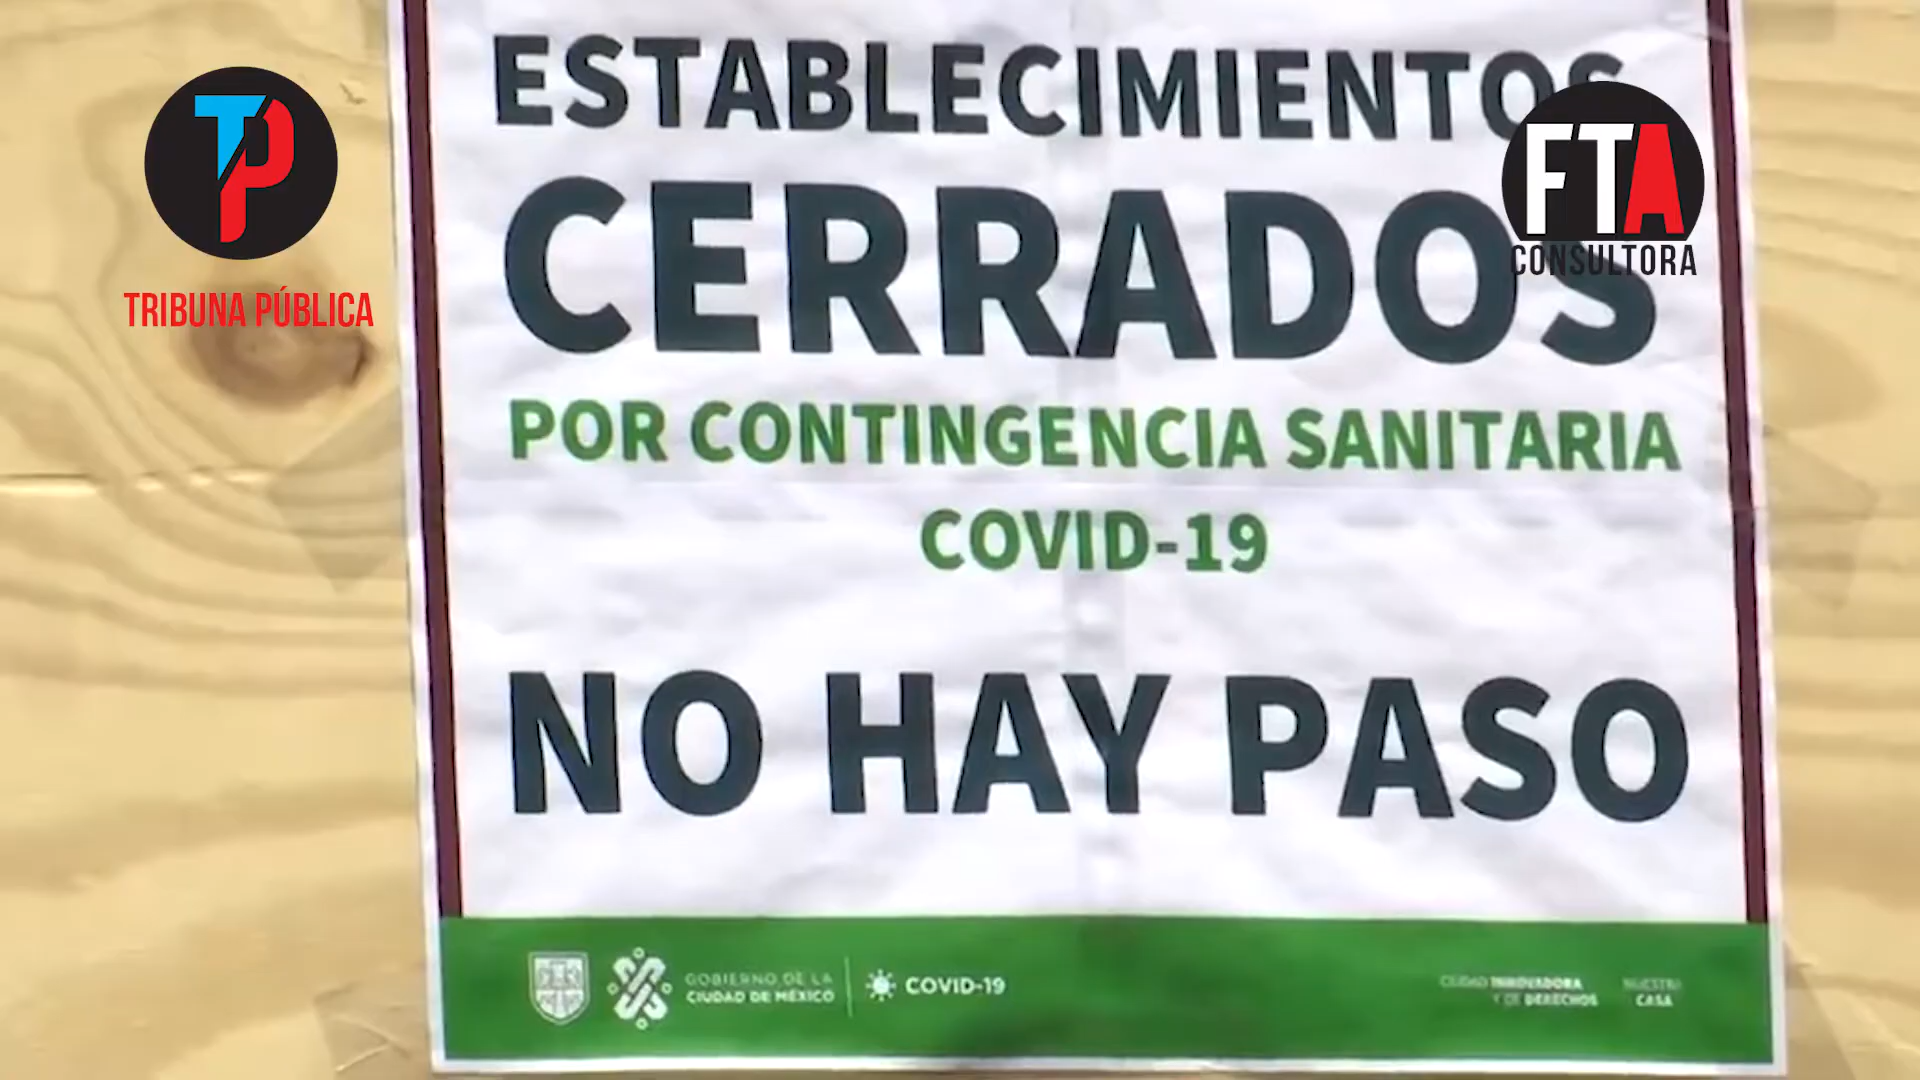 ESTABLECIMIENTOS
CERRADOS
POR CONTINGENCIA SANITARIA
COVID-19
NO HAY PASO
GOBIERNO DE LA
CIUDAD DE MÉXICO
COVID-19
CIUDAD INNOVADORA
Y DE DERECHOS
NUESTRA
CASA
TP
TRIBUNA PÚBLICA
FTA
CONSULTORA